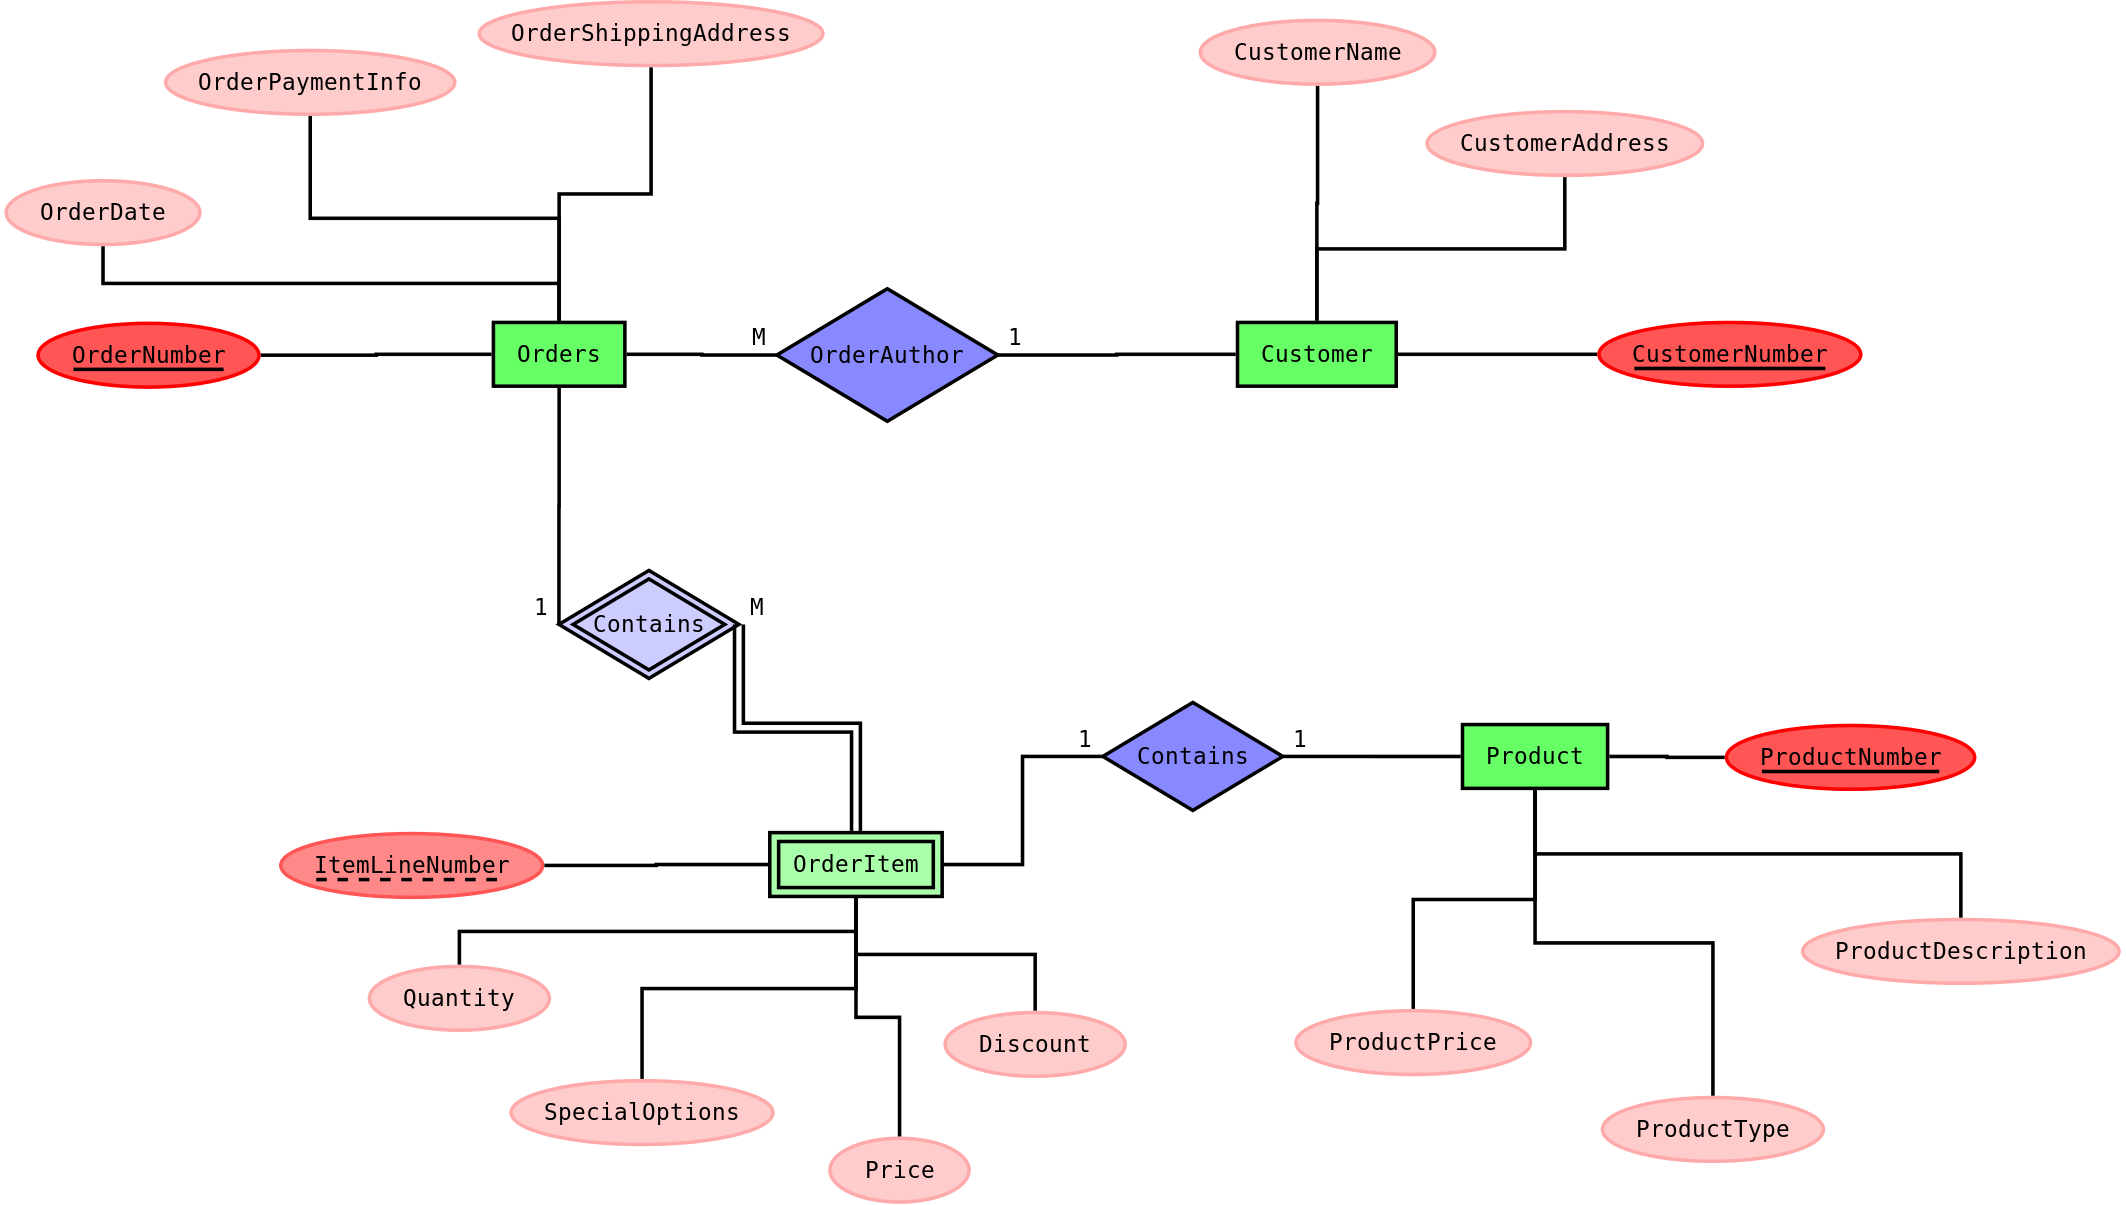 OrderShippingAddress
CustomerName
OrderPaymentInfo
CustomerAddress
OrderDate
M
1
OrderNumber
Orders
OrderAuthor
Customer
CustomerNumber
1
M
Contains
1
1
Contains
Product
ProductNumber
ItemLineNumber
OrderItem
ProductDescription
Quantity
Discount
ProductPrice
SpecialOptions
ProductType
Price